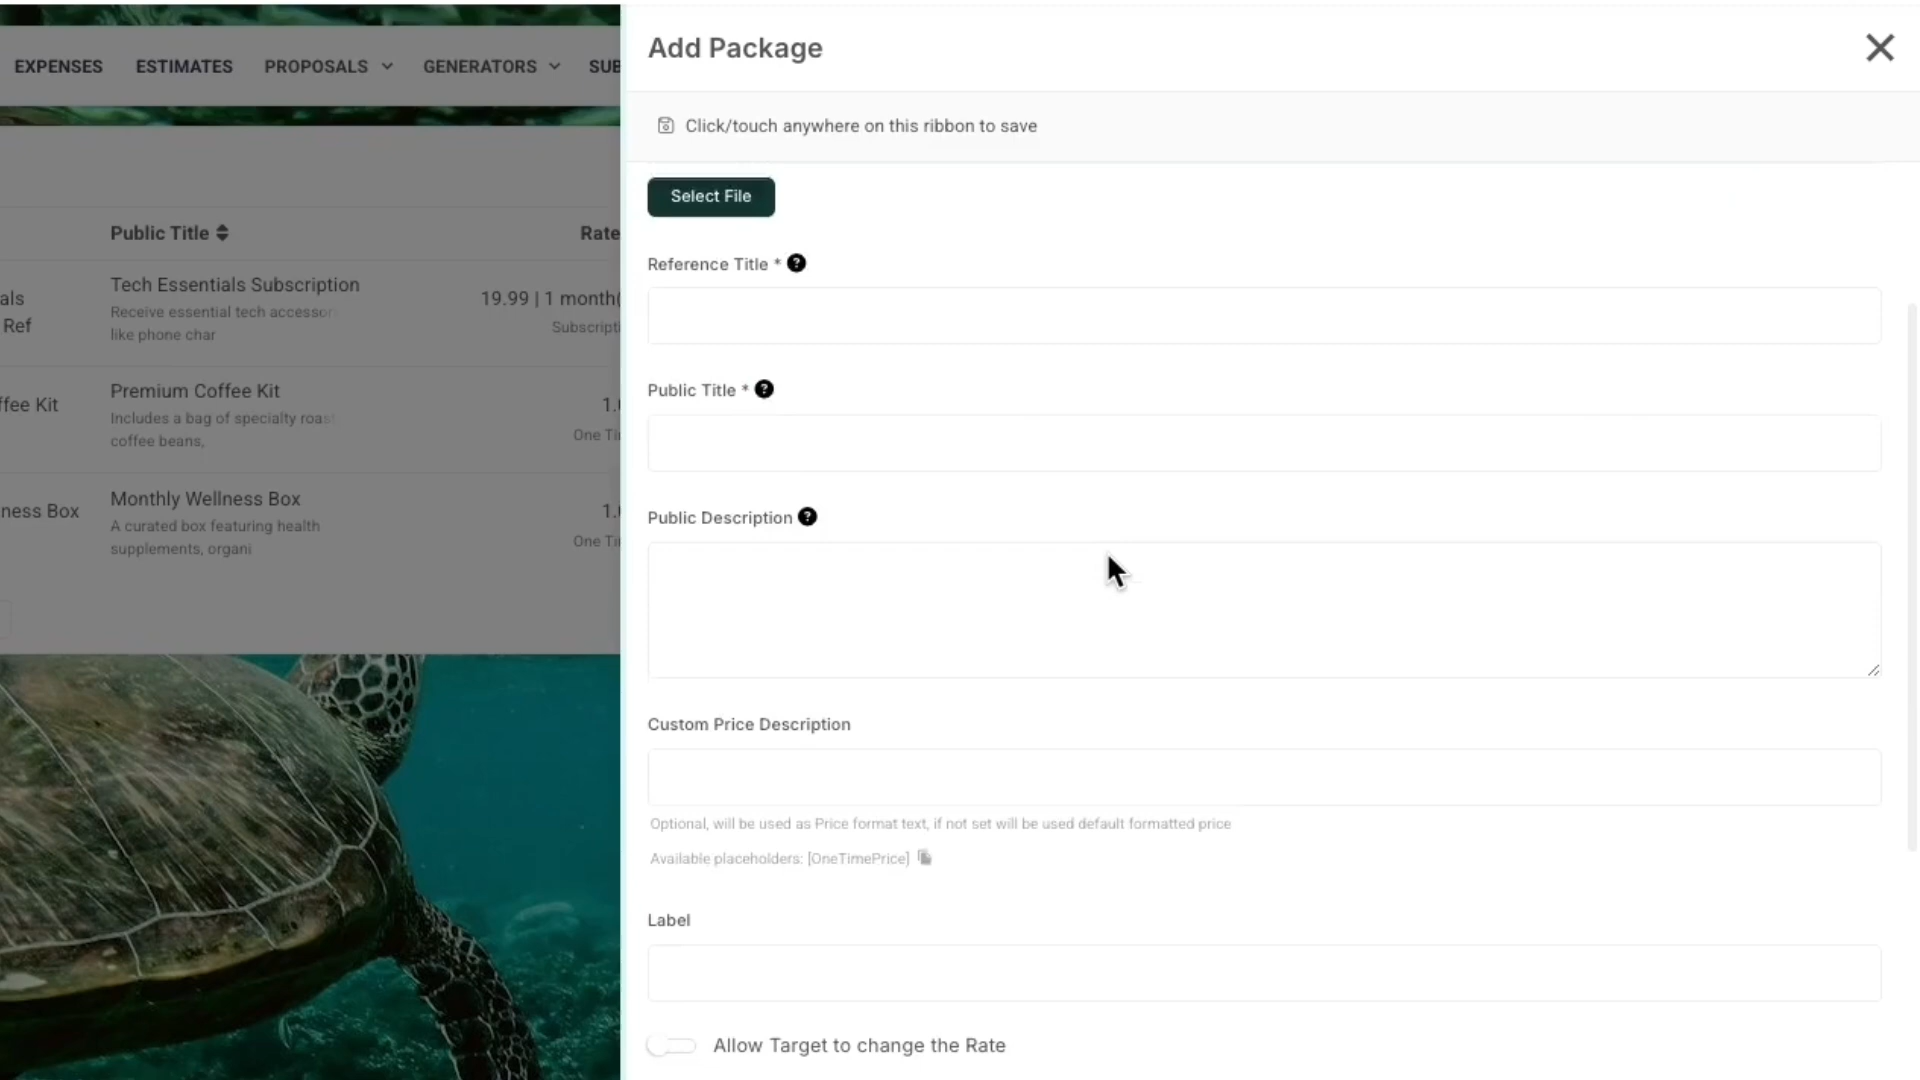 EXPENSES ESTIMATES PROPOSALS GENERATORS SUB
Public Title Rate
als
Ref
Tech Essentials Subscription
Receive essential tech accessor
like phone char
19.99 | 1 month(
Subscripti
ffee Kit
Premium Coffee Kit
Includes a bag of specialty roast
coffee beans,
1.0
One Ti
ness Box
Monthly Wellness Box
A curated box featuring health
supplements, organi
1.0
One Ti
Add Package
Click/touch anywhere on this ribbon to save
Select File
Reference Title *
Public Title *
Public Description
Custom Price Description
Optional, will be used as Price format text, if not set will be used default formatted price
Available placeholders: [OneTimePrice]
Label
Allow Target to change the Rate